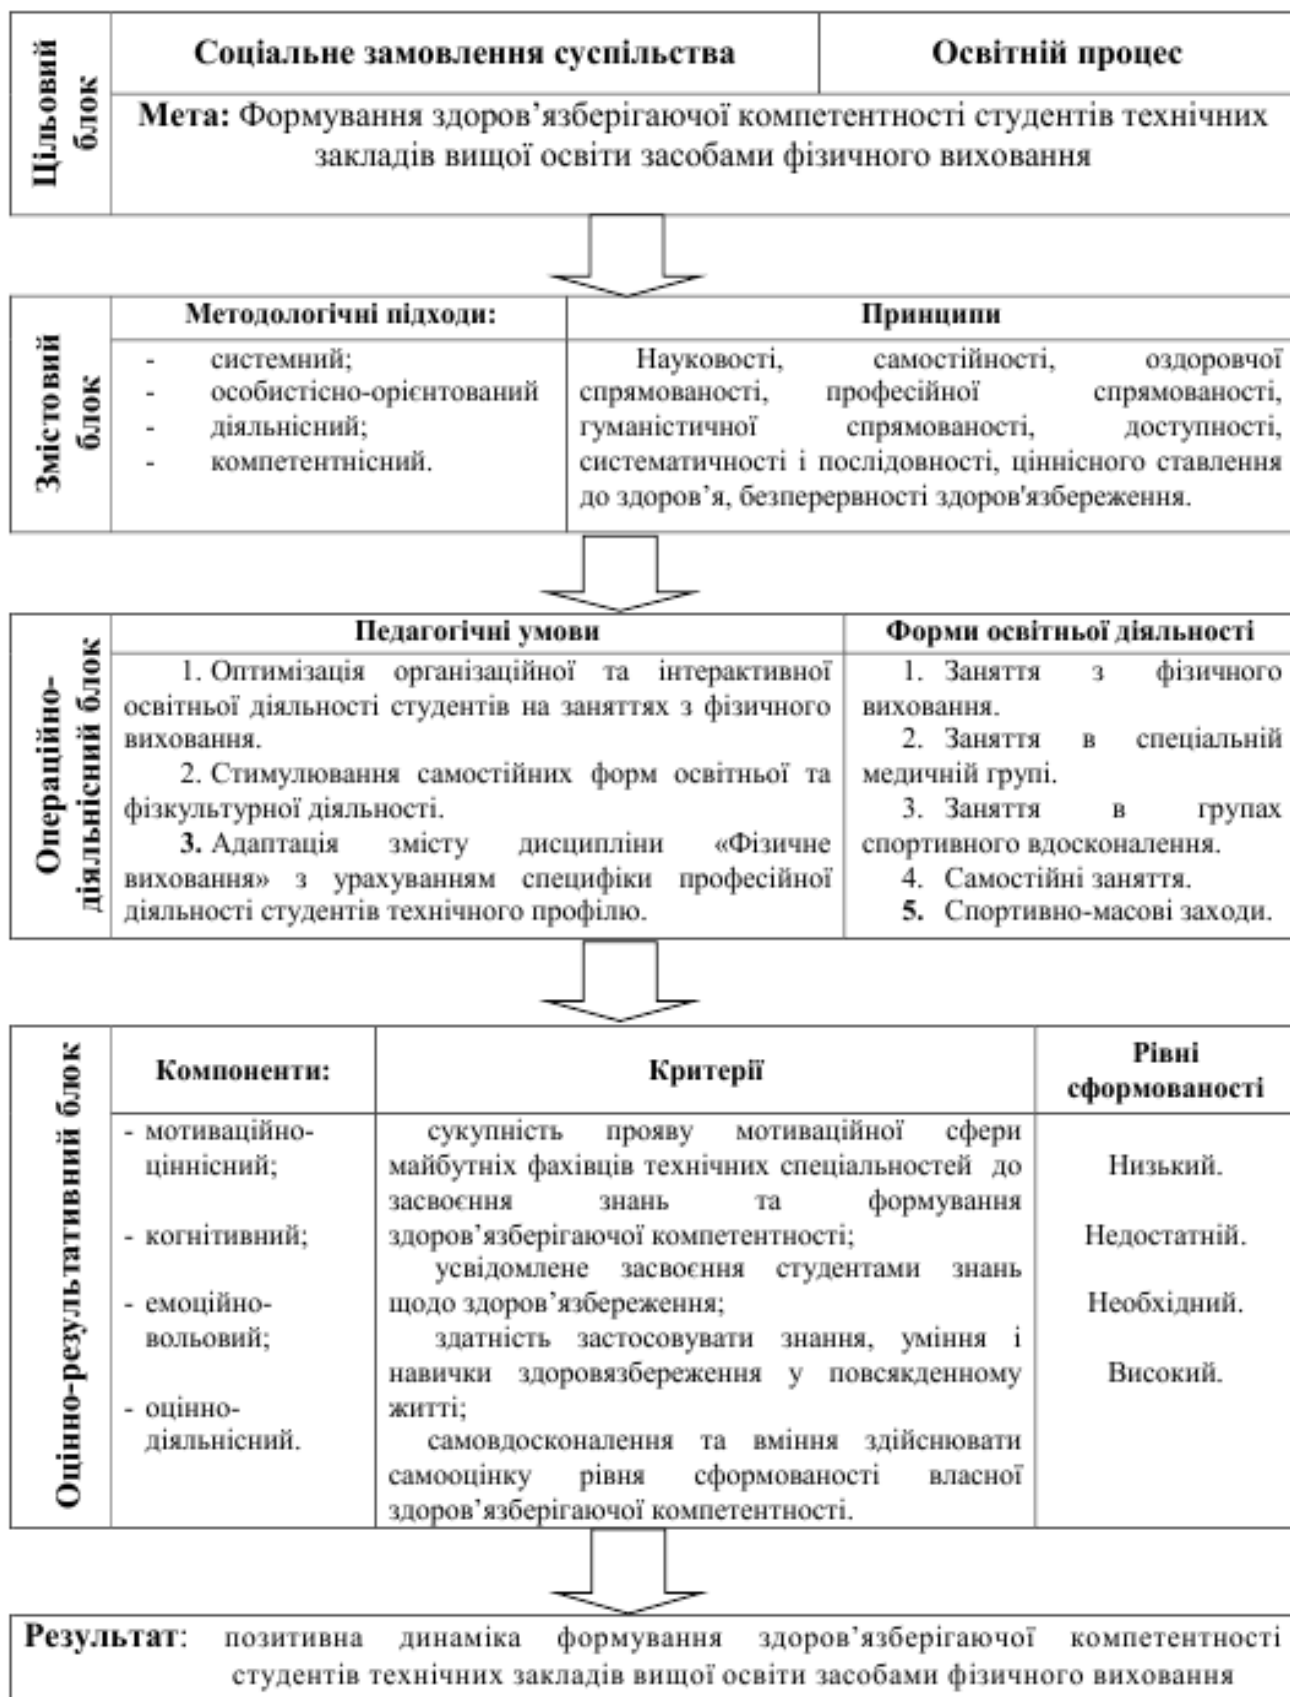 Цільовий
блок
Соціальне замовлення суспільства
Освітній процес
Мета: Формування здоров’язберігаючої компетентності студентів технічних
закладів вищої освіти засобами фізичного виховання
Змістовий
блок
Методологічні підходи:
- системний;
- особистісно-орієнтований
- діяльнісний;
- компетентнісний.
Принципи
Науковості, самостійності, оздоровчої
спрямованості, професійної спрямованості,
гуманістичної спрямованості, доступності,
систематичності і послідовності, ціннісного ставлення
до здоров’я, безперервності здоров'язбереження.
Операційно-
діяльнісний блок
Педагогічні умови
1. Оптимізація організаційної та інтерактивної
освітньої діяльності студентів на заняттях з фізичного
виховання.
2. Стимулювання самостійних форм освітньої та
фізкультурної діяльності.
3. Адаптація змісту дисципліни «Фізичне
виховання» з урахуванням специфіки професійної
діяльності студентів технічного профілю.
Форми освітньої діяльності
1. Заняття з фізичного
виховання.
2. Заняття в спеціальній
медичній групі.
3. Заняття в групах
спортивного вдосконалення.
4. Самостійні заняття.
5. Спортивно-масові заходи.
Оцінно-результативний блок
Компоненти:
- мотиваційно-
ціннісний;
- когнітивний;
- емоційно-
вольовий;
- оцінно-
діяльнісний.
Критерії
сукупність прояву мотиваційної сфери
майбутніх фахівців технічних спеціальностей до
засвоєння знань та формування
здоров’язберігаючої компетентності;
усвідомлене засвоєння студентами знань
щодо здоров’язбереження;
здатність застосовувати знання, уміння і
навички здоровязбереження у повсякденному
житті;
самовдосконалення та вміння здійснювати
самооцінку рівня сформованості власної
здоров’язберігаючої компетентності.
Рівні
сформованості
Низький.
Недостатній.
Необхідний.
Високий.
Результат: позитивна динаміка формування здоров’язберігаючої компетентності
студентів технічних закладів вищої освіти засобами фізичного виховання